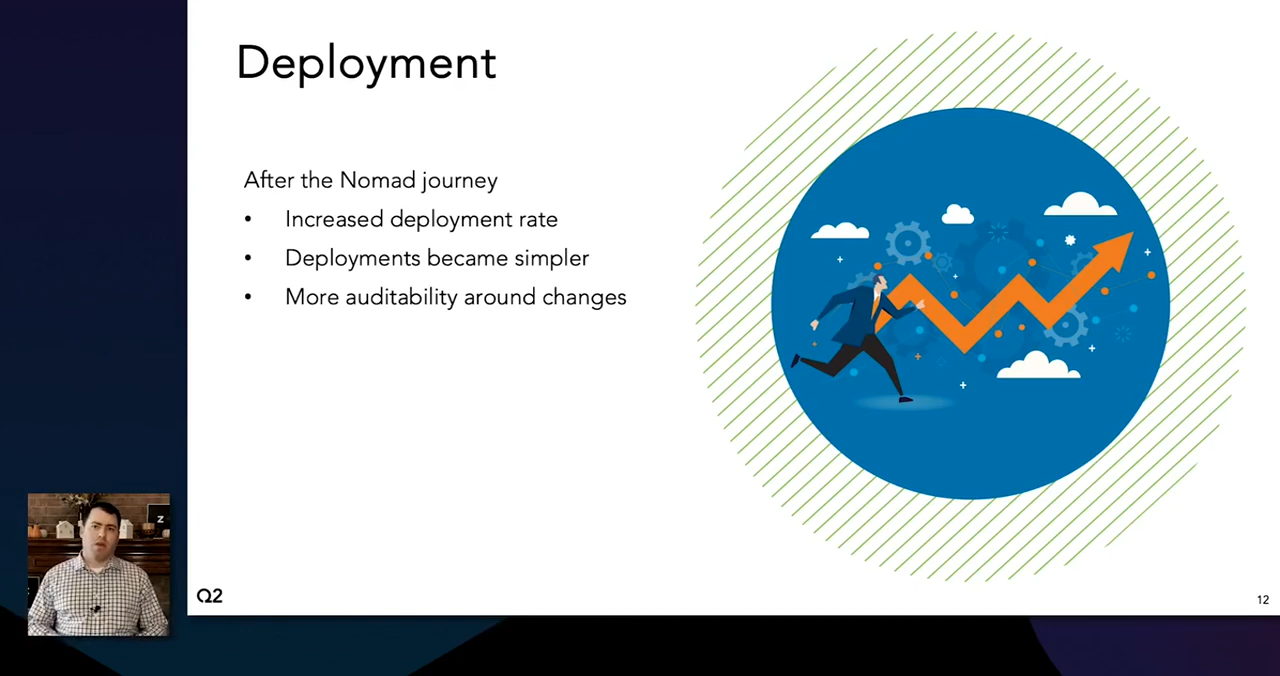 Deployment
After the Nomad journey
• Increased deployment rate
• Deployments became simpler
• More auditability around changes
Z
Q2
12